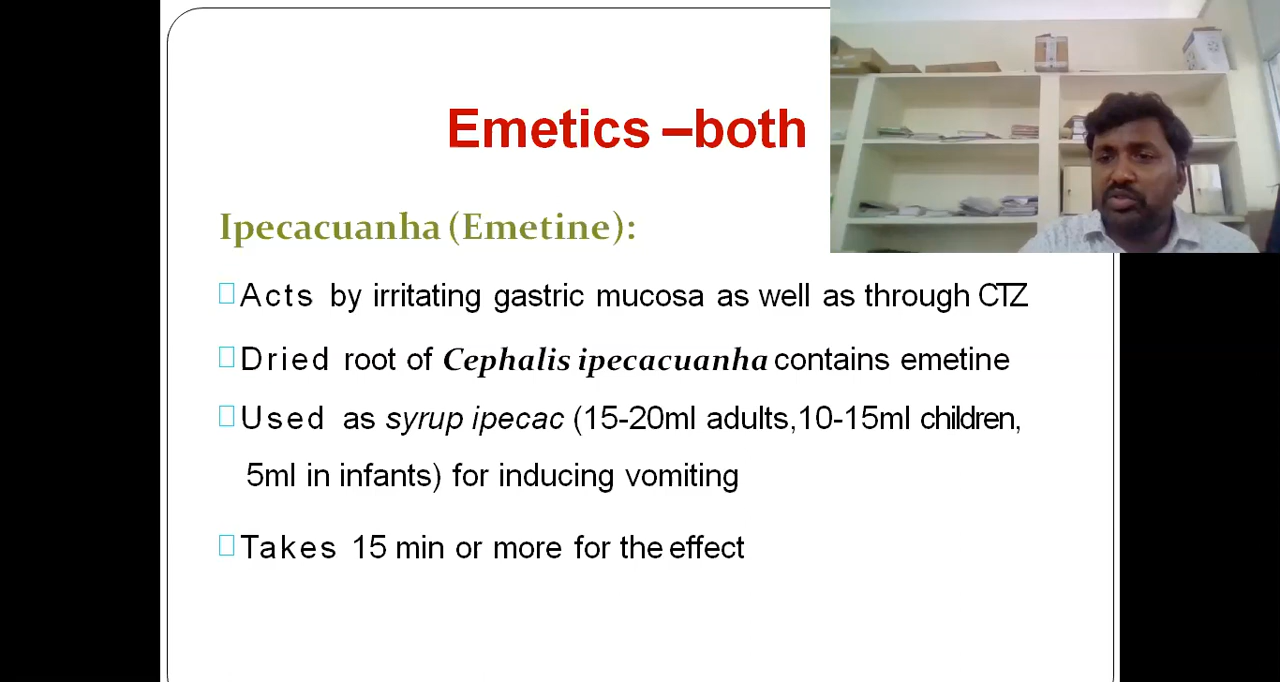 Emetics –both
Ipecacuanha (Emetine):
Acts by irritating gastric mucosa as well as through CTZ
Dried root of Cephalis ipecacuanha contains emetine
Used as syrup ipecac (15-20ml adults,10-15ml children,
5ml in infants) for inducing vomiting
Takes 15 min or more for the effect